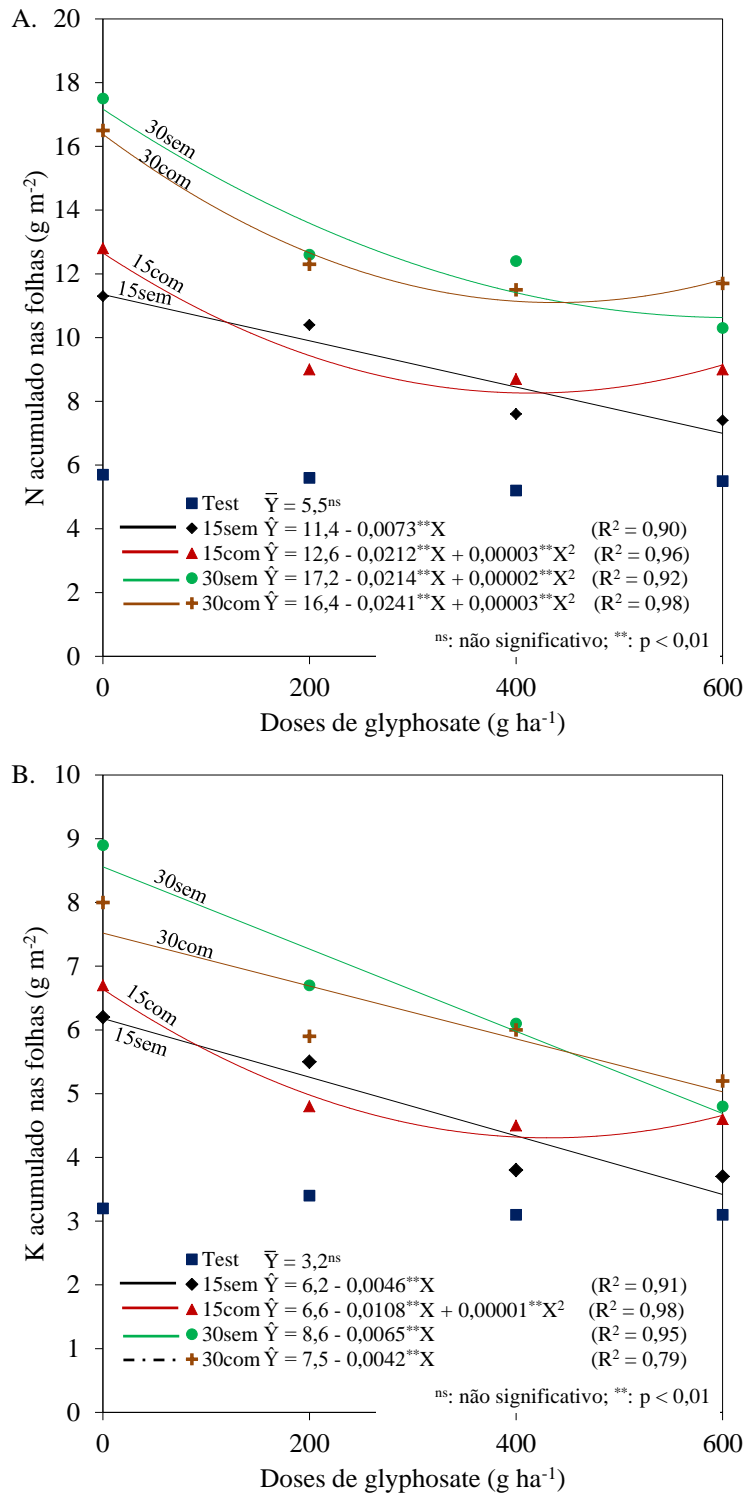 A.
20
18
16
14
12
10
8
6
4
2
0
N acumulado nas folhas (g m⁻²)
30sem
30com
15com
15sem
Test Y̅ = 5,5ⁿˢ
15sem Ŷ = 11,4 - 0,0073**X (R² = 0,90)
15com Ŷ = 12,6 - 0,0212**X + 0,00003**X² (R² = 0,96)
30sem Ŷ = 17,2 - 0,0214**X + 0,00002**X² (R² = 0,92)
30com Ŷ = 16,4 - 0,0241**X + 0,00003**X² (R² = 0,98)
ⁿˢ: não significativo; **: p < 0,01
0 200 400 600
Doses de glyphosate (g ha⁻¹)
B.
10
9
8
7
6
5
4
3
2
1
0
K acumulado nas folhas (g m⁻²)
30sem
30com
15com
15sem
Test Y̅ = 3,2ⁿˢ
15sem Ŷ = 6,2 - 0,0046**X (R² = 0,91)
15com Ŷ = 6,6 - 0,0108**X + 0,00001**X² (R² = 0,98)
30sem Ŷ = 8,6 - 0,0065**X (R² = 0,95)
30com Ŷ = 7,5 - 0,0042**X (R² = 0,79)
ⁿˢ: não significativo; **: p < 0,01
0 200 400 600
Doses de glyphosate (g ha⁻¹)